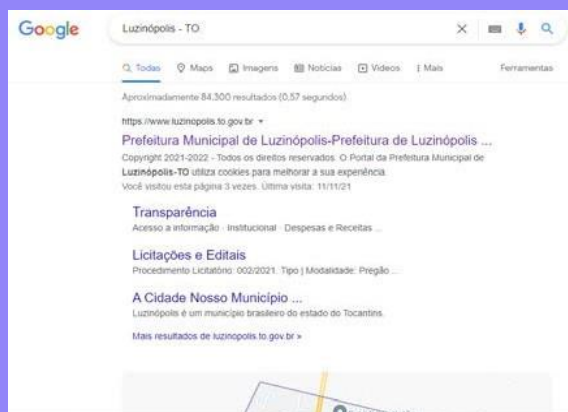 Google
Luzinópolis - TO
Todas Maps Imagens Notícias Vídeos Mais Ferramentas
Aproximadamente 84.300 resultados (0,57 segundos)
https://www.luzinopolis.to.gov.br
Prefeitura Municipal de Luzinópolis-Prefeitura de Luzinópolis ...
Copyright 2021-2022 - Todos os direitos reservados. O Portal da Prefeitura Municipal de
Luzinópolis-TO utiliza cookies para melhorar a sua experiência.
Você visitou esta página 3 vezes. Última visita: 11/11/21
Transparência
Acesso a informação · Institucional · Despesas e Receitas ...
Licitações e Editais
Procedimento Licitatório: 002/2021. Tipo | Modalidade: Pregão ...
A Cidade Nosso Município ...
Luzinópolis é um município brasileiro do estado do Tocantins.
Mais resultados de luzinopolis.to.gov.br »